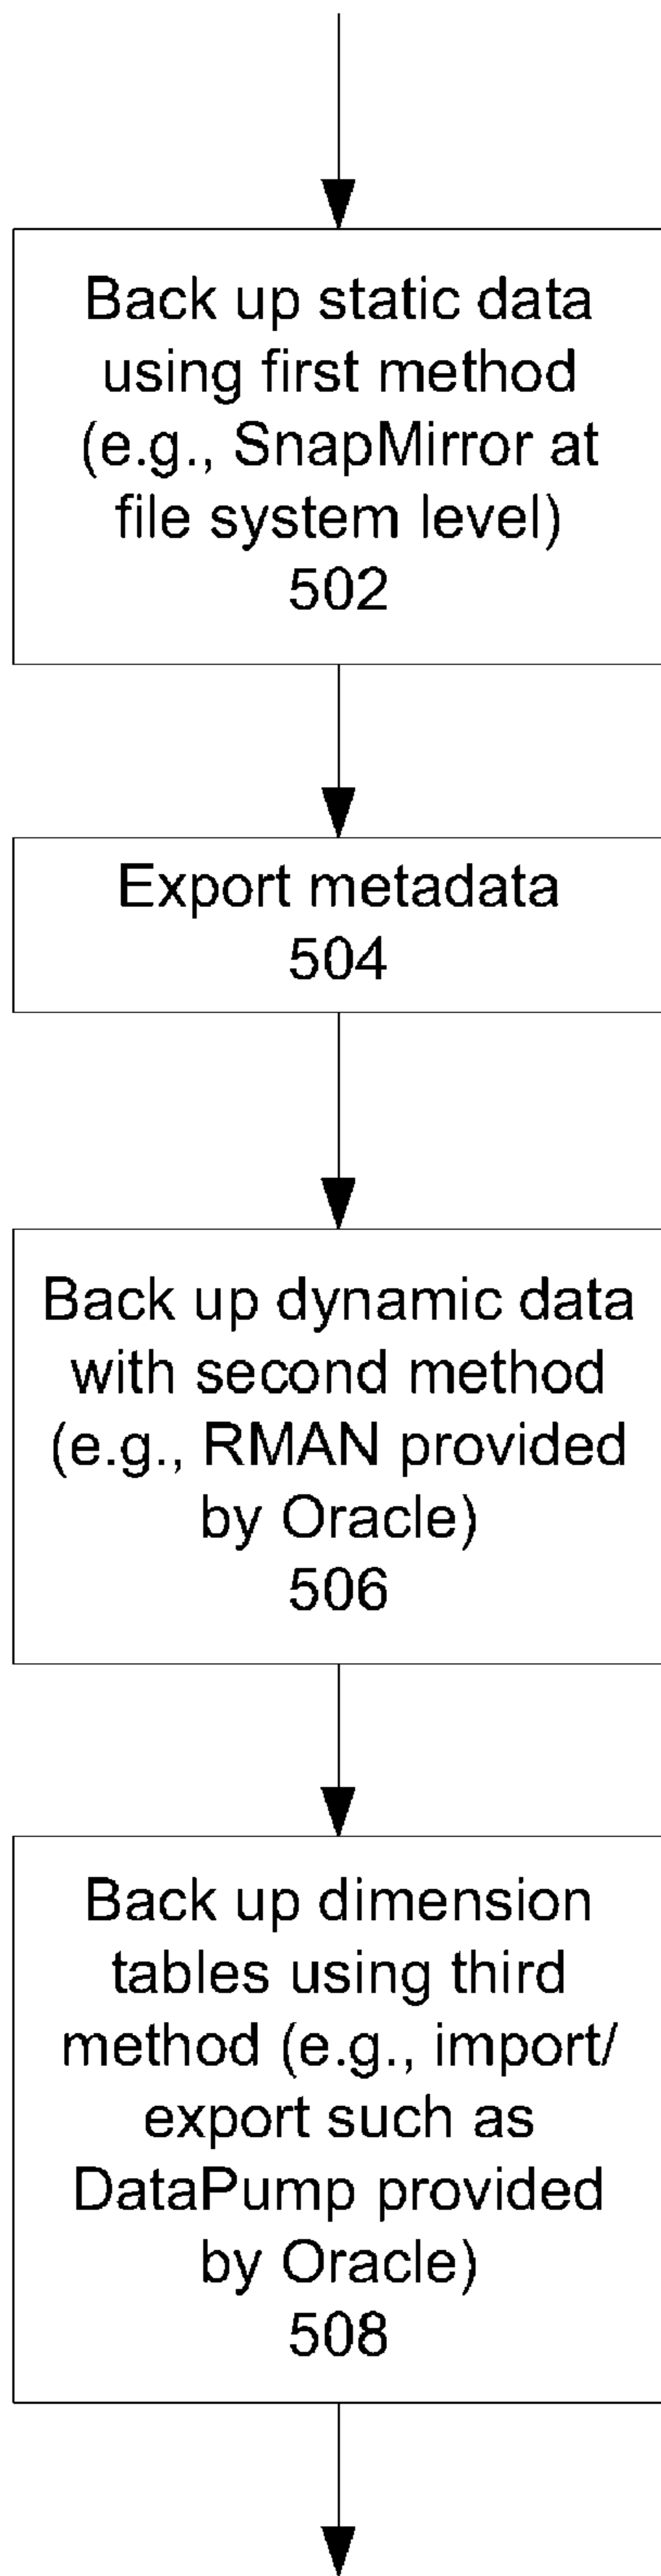 Back up static data
using first method
(e.g., SnapMirror at
file system level)
502
Export metadata
504
Back up dynamic data
with second method
(e.g., RMAN provided
by Oracle)
506
Back up dimension
tables using third
method (e.g., import/
export such as
DataPump provided
by Oracle)
508